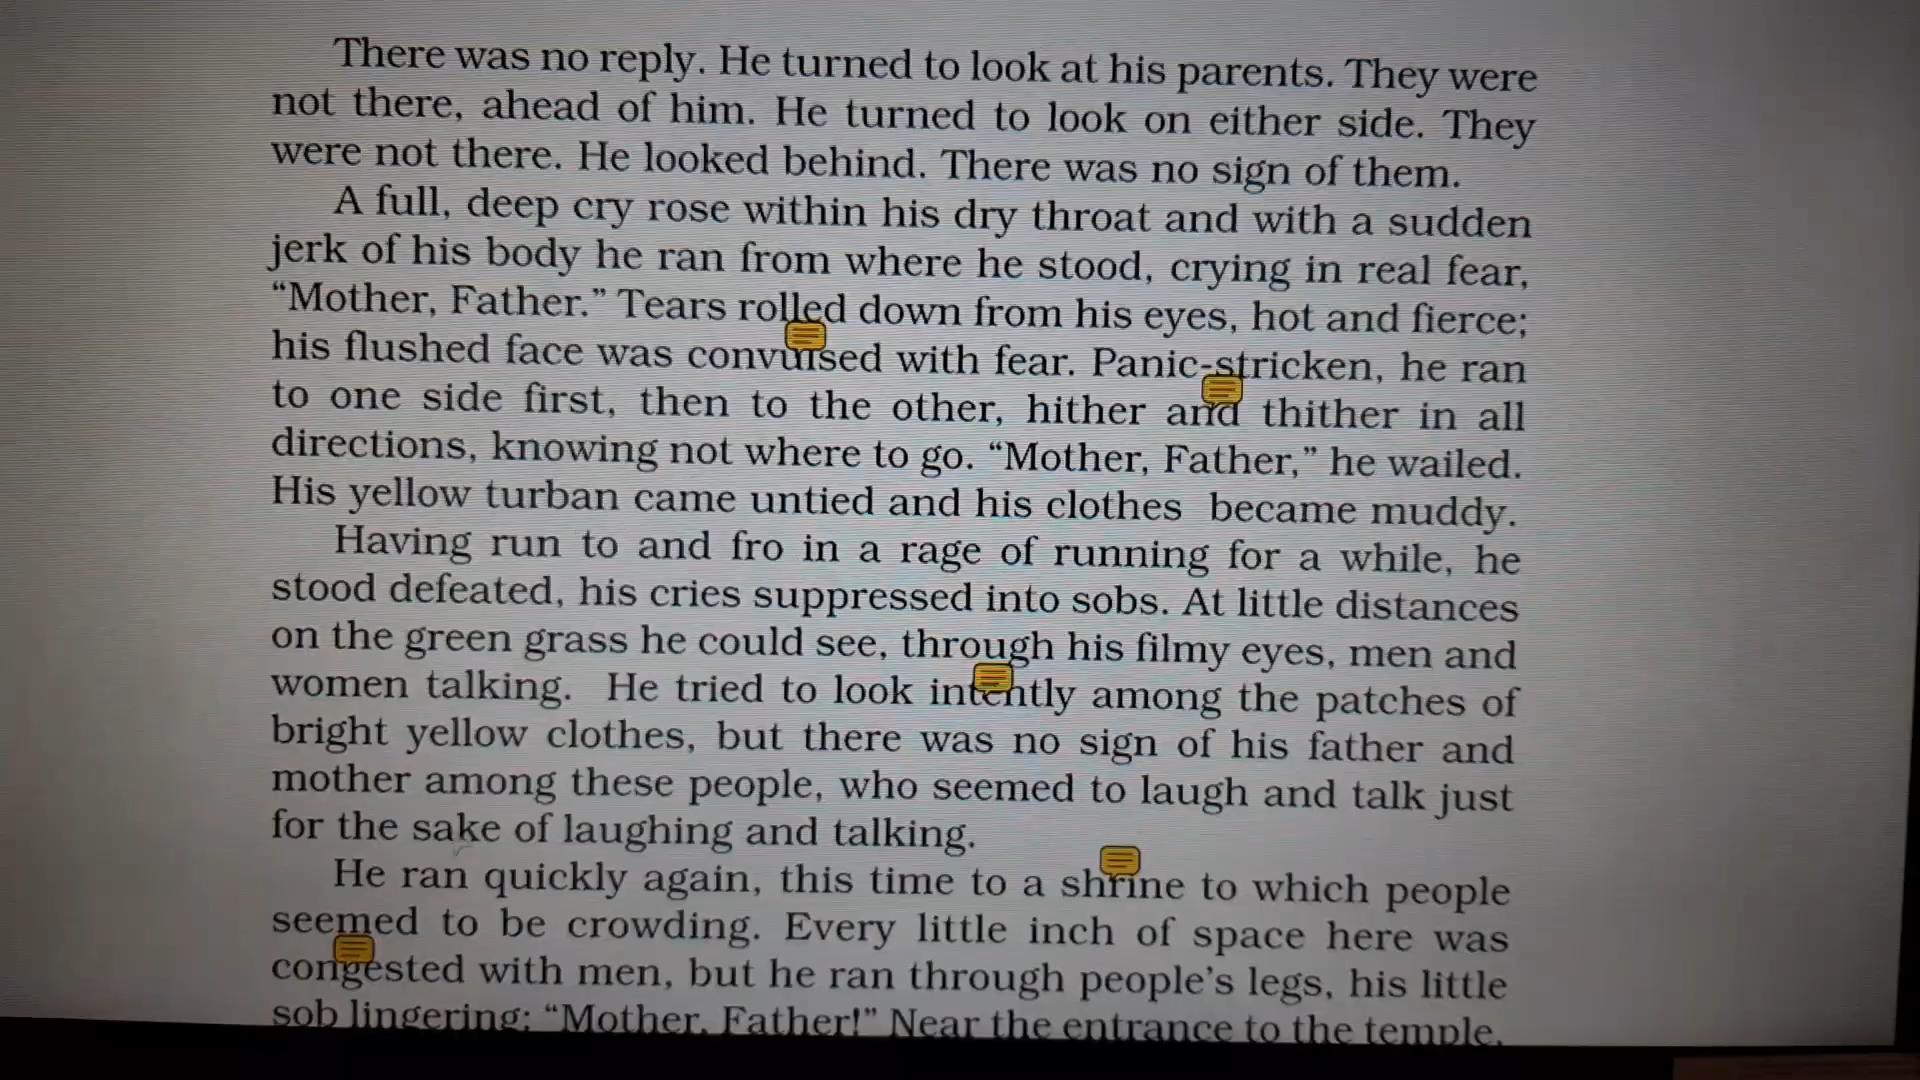 There was no reply. He turned to look at his parents. They were
not there, ahead of him. He turned to look on either side. They
were not there. He looked behind. There was no sign of them.
A full, deep cry rose within his dry throat and with a sudden
jerk of his body he ran from where he stood, crying in real fear,
“Mother, Father.” Tears rolled down from his eyes, hot and fierce;
his flushed face was convulsed with fear. Panic-stricken, he ran
to one side first, then to the other, hither and thither in all
directions, knowing not where to go. “Mother, Father,” he wailed.
His yellow turban came untied and his clothes became muddy.
Having run to and fro in a rage of running for a while, he
stood defeated, his cries suppressed into sobs. At little distances
on the green grass he could see, through his filmy eyes, men and
women talking. He tried to look intently among the patches of
bright yellow clothes, but there was no sign of his father and
mother among these people, who seemed to laugh and talk just
for the sake of laughing and talking.
He ran quickly again, this time to a shrine to which people
seemed to be crowding. Every little inch of space here was
congested with men, but he ran through people’s legs, his little
sob lingering: “Mother, Father!” Near the entrance to the temple,